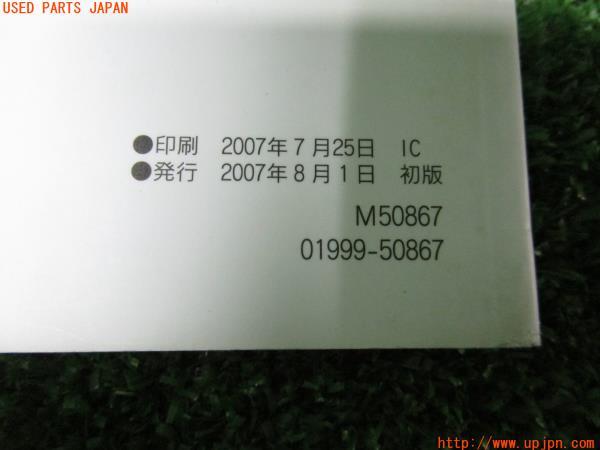 USED PARTS JAPAN
●印刷 2007年7月25日 IC
●発行 2007年8月1日 初版
M50867
01999-50867
http://www.upjpn.com/